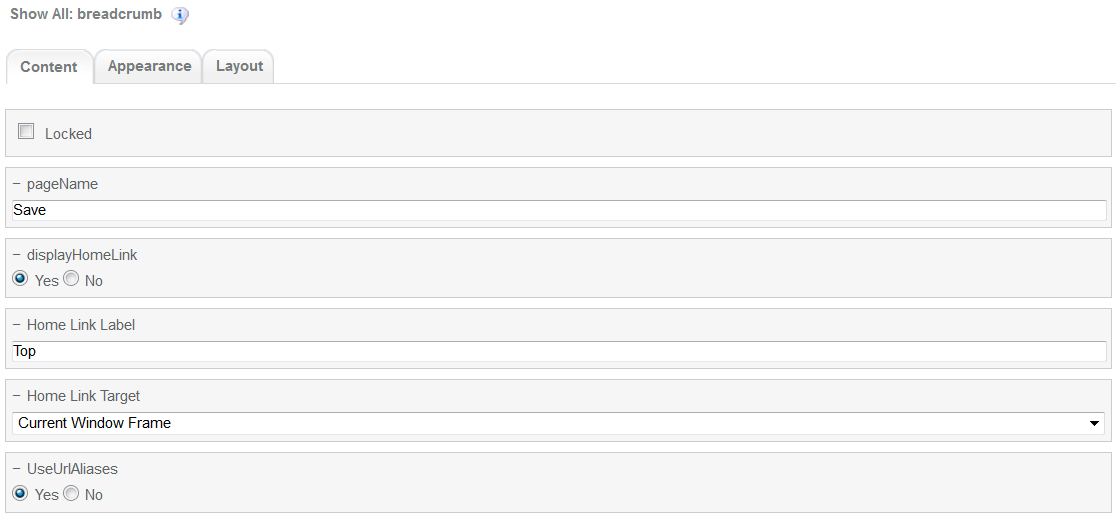 Show All: breadcrumb
Content Appearance Layout
Locked
− pageName
Save
− displayHomeLink
Yes No
− Home Link Label
Top
− Home Link Target
Current Window Frame
− UseUrlAliases
Yes No